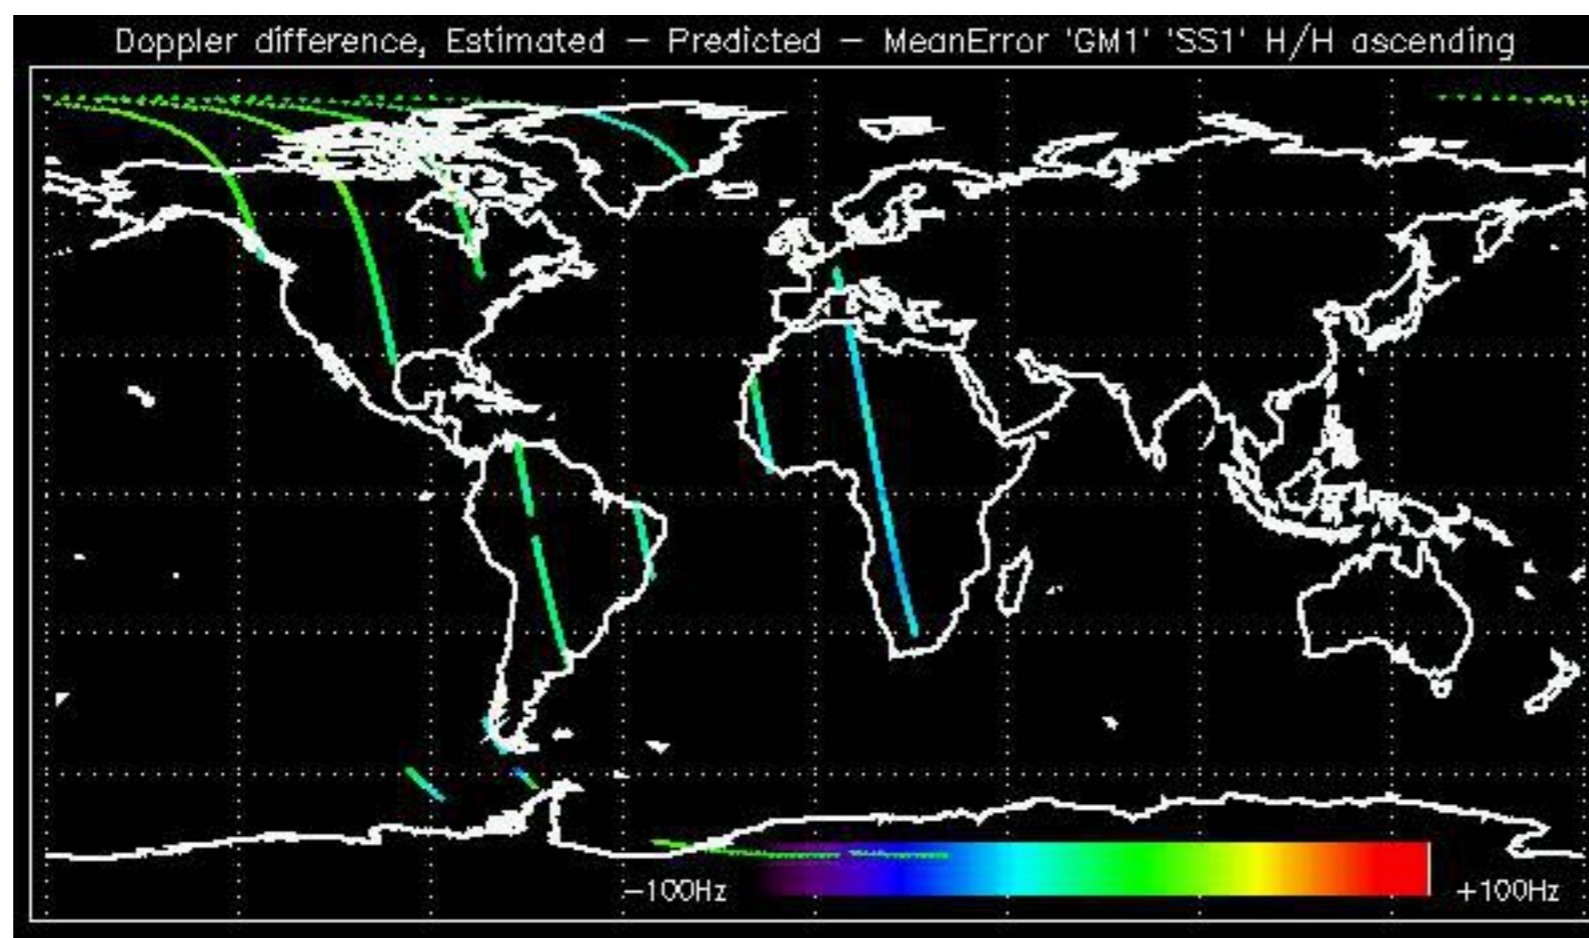 Doppler difference, Estimated – Predicted – MeanError 'GM1' 'SS1' H/H ascending
-100Hz +100Hz